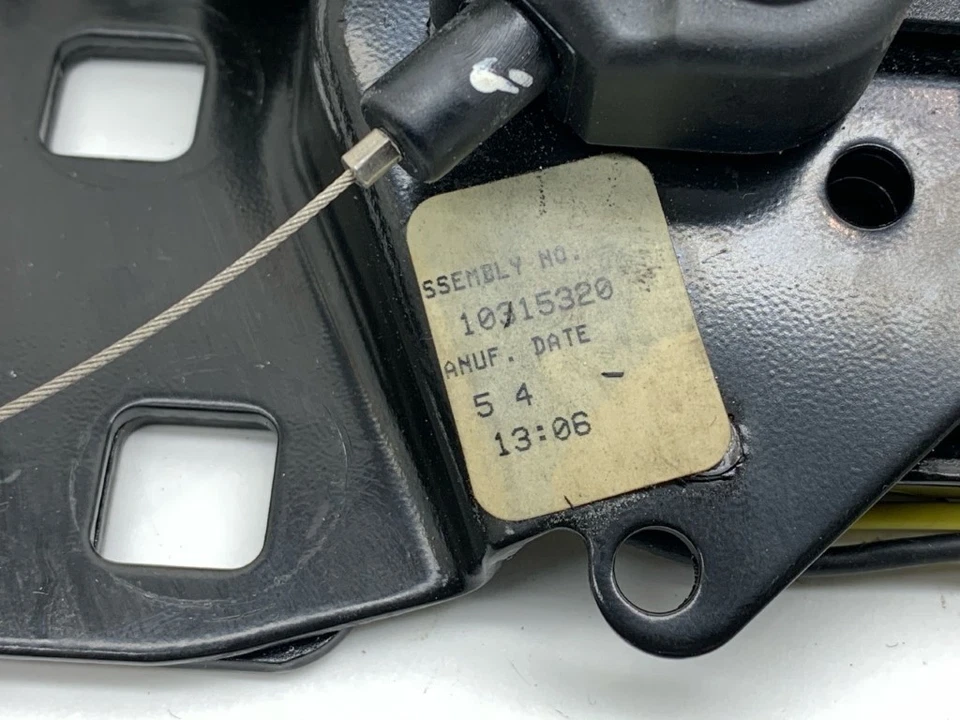 SSEMBLY NO.
10315320
ANUF. DATE
5 4
13:06